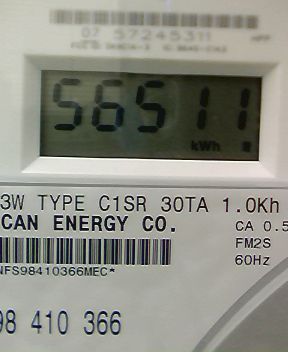 07 57245311
56511
kWh
3W TYPE C1SR 30TA 1.0Kh
CAN ENERGY CO.
CA 0.5
FM2S
60Hz
NFS98410366MEC*
98 410 366